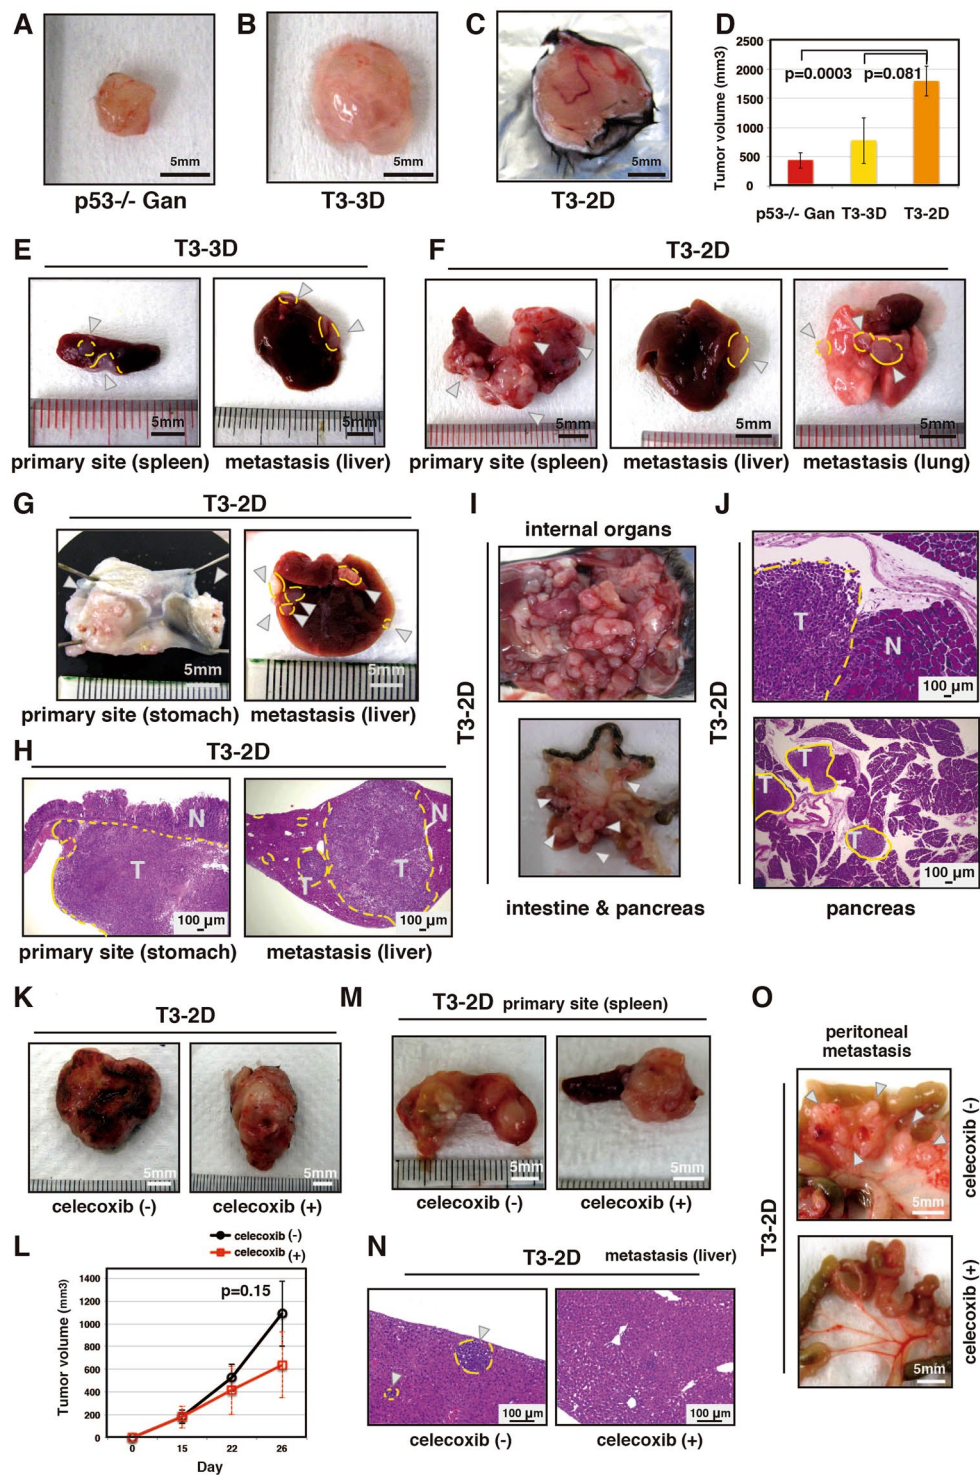 A
B
C
D
5mm
5mm
5mm
p53-/- Gan
T3-3D
T3-2D
Tumor volume (mm3)
2500
2000
1500
1000
500
0
p=0.0003
p=0.081
p53-/- Gan T3-3D T3-2D
E
T3-3D
F
T3-2D
5mm
5mm
5mm
5mm
5mm
primary site (spleen)
metastasis (liver)
primary site (spleen)
metastasis (liver)
metastasis (lung)
G
T3-2D
5mm
5mm
primary site (stomach)
metastasis (liver)
H
T3-2D
N
T
100 µm
T
T
N
100 µm
primary site (stomach)
metastasis (liver)
I
internal organs
T3-2D
intestine & pancreas
J
T3-2D
T
N
100 µm
T
T
T
100 µm
pancreas
K
T3-2D
5mm
5mm
celecoxib (-)
celecoxib (+)
L
celecoxib (-)
celecoxib (+)
Tumor volume (mm3)
1400
1200
1000
800
600
400
200
0
p=0.15
0
15
22
26
Day
M
T3-2D primary site (spleen)
5mm
5mm
celecoxib (-)
celecoxib (+)
N
T3-2D metastasis (liver)
100 µm
100 µm
celecoxib (-)
celecoxib (+)
O
peritoneal
metastasis
T3-2D
5mm
celecoxib (-)
5mm
celecoxib (+)